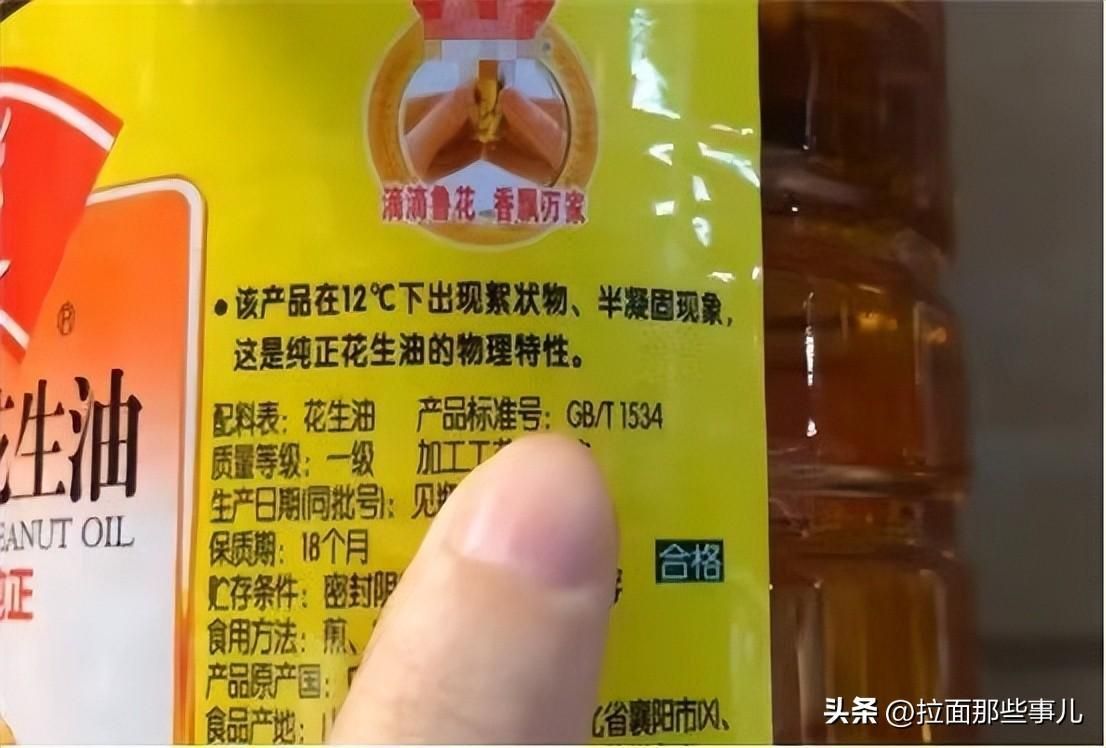 滴滴鲁花 香飘万家
•该产品在12℃下出现絮状物、半凝固现象,
这是纯正花生油的物理特性。
配料表: 花生油 产品标准号: GB/T 1534
质量等级: 一级 加工工
生产日期(同批号): 见
保质期: 18个月
合格
贮存条件: 密封
食用方法: 煎、
产品原产国:
食品产地:
省襄阳市
生油
EANUT OIL
正
头条 @拉面那些事儿